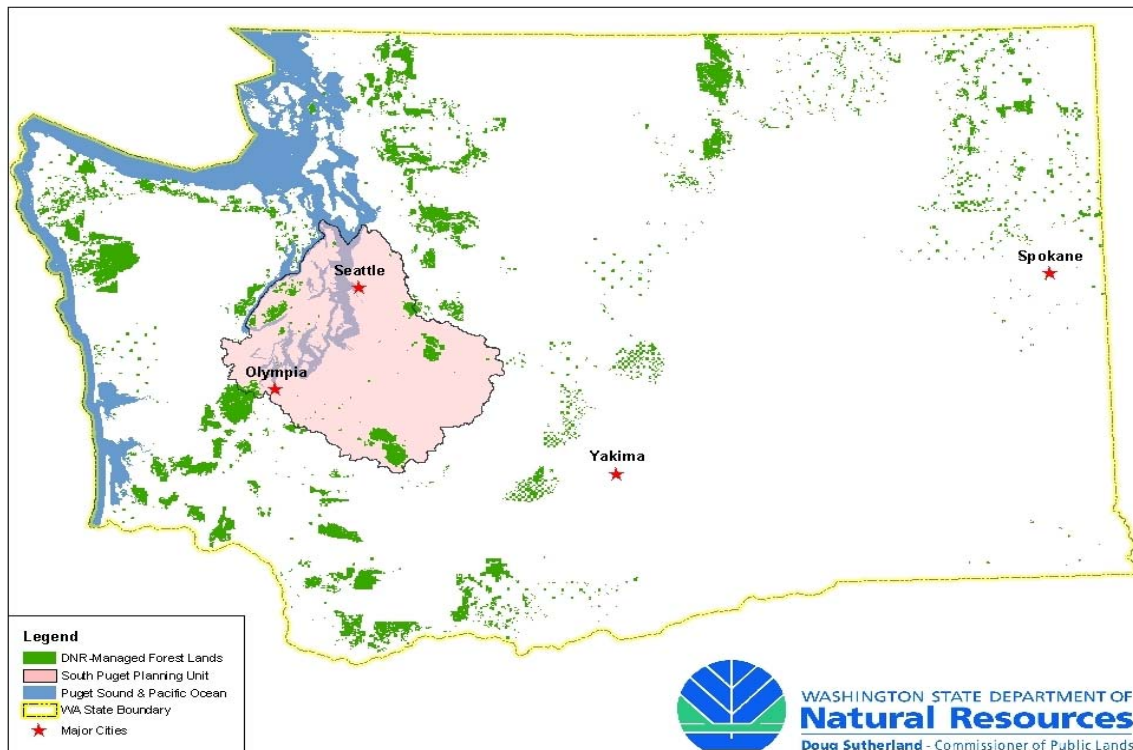 Seattle
Spokane
Olympia
Yakima
Legend
DNR-Managed Forest Lands
South Puget Planning Unit
Puget Sound & Pacific Ocean
WA State Boundary
Major Cities
WASHINGTON STATE DEPARTMENT OF
Natural Resources
Doug Sutherland - Commissioner of Public Lands